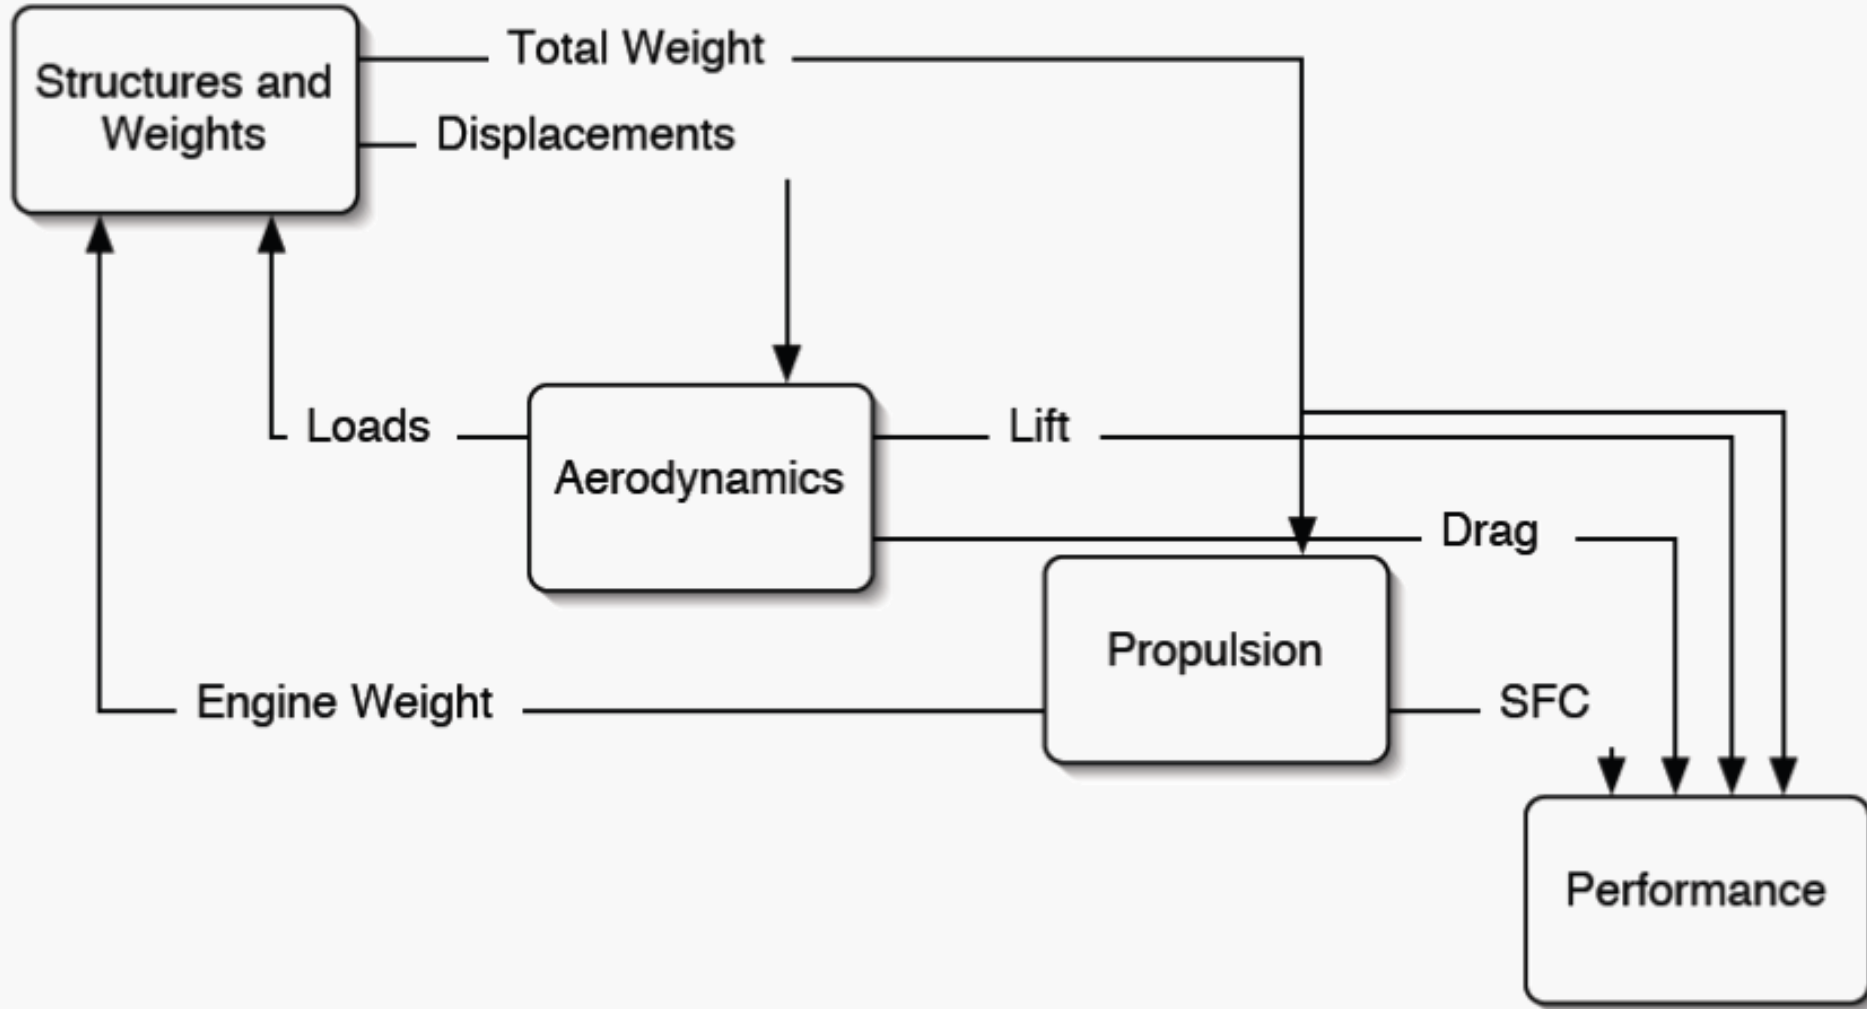 Total Weight
Structures and
Weights
Displacements
Loads
Lift
Aerodynamics
Drag
Propulsion
Engine Weight
SFC
Performance